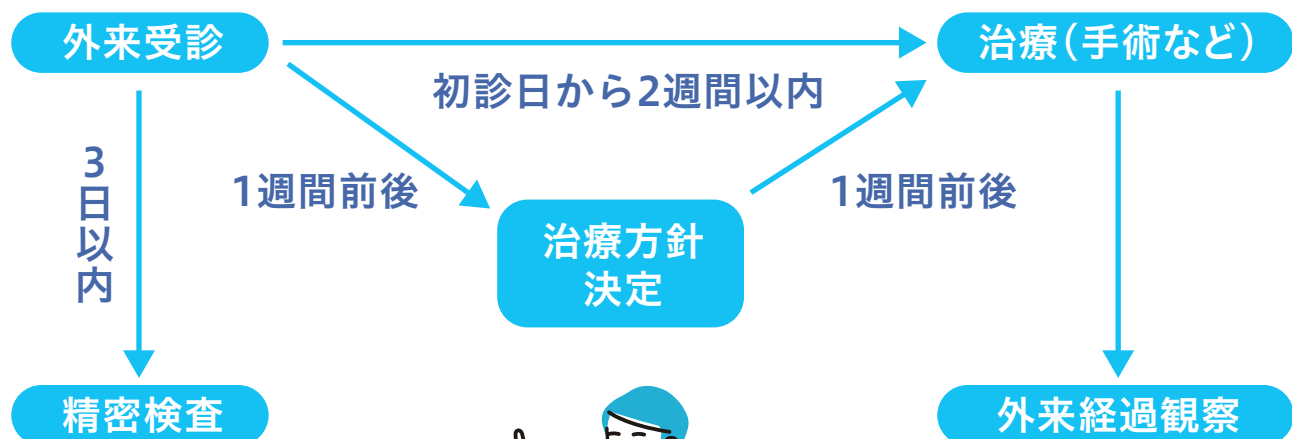 外来受診
治療(手術など)
初診日から2週間以内
3日以内
1週間前後
1週間前後
治療方針
決定
精密検査
外来経過観察